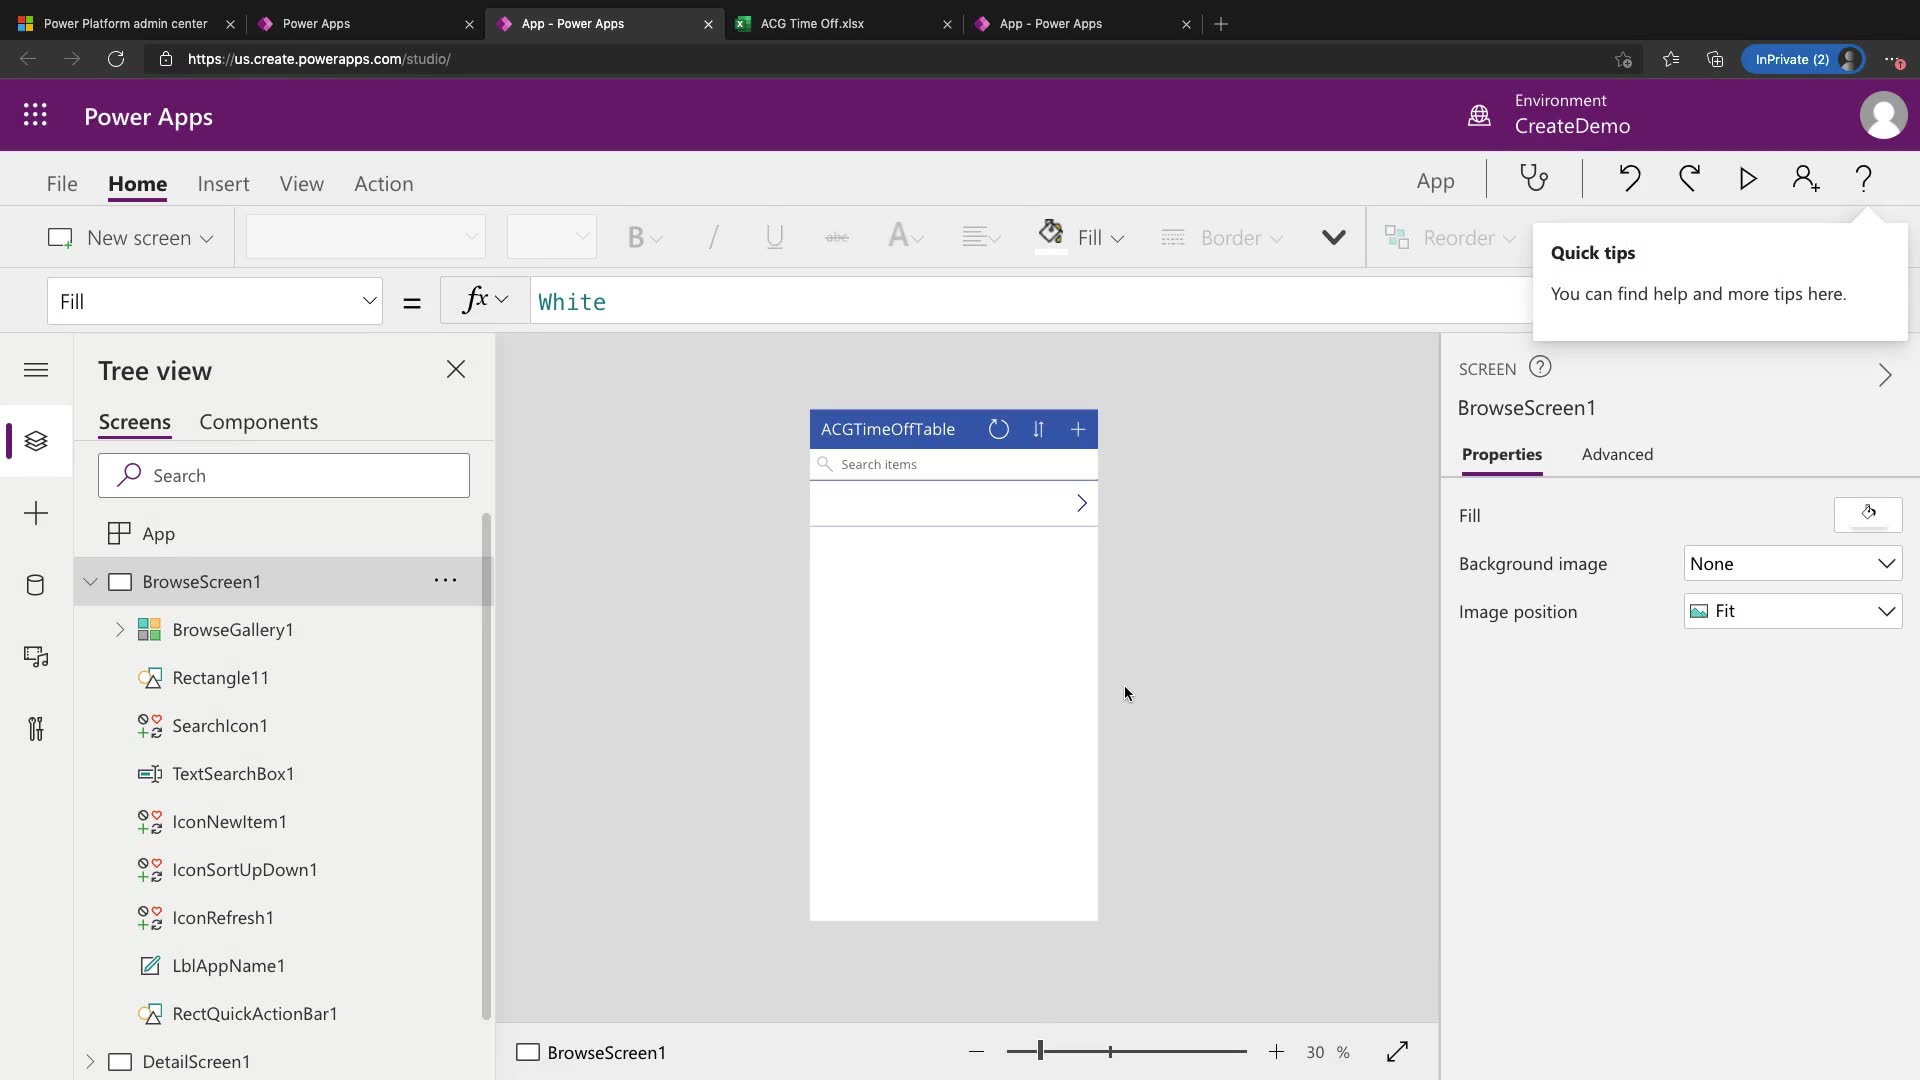 Power Platform admin center
Power Apps
App - Power Apps
ACG Time Off.xlsx
App - Power Apps
https://us.create.powerapps.com/studio/
InPrivate (2)
Power Apps
Environment
CreateDemo
File
Home
Insert
View
Action
App
New screen
B
/
U
abc
A
Fill
Border
Reorder
Quick tips
You can find help and more tips here.
Fill
=
fx
White
Tree view
Screens
Components
Search
App
BrowseScreen1
BrowseGallery1
Rectangle11
SearchIcon1
TextSearchBox1
IconNewItem1
IconSortUpDown1
IconRefresh1
LblAppName1
RectQuickActionBar1
DetailScreen1
ACGTimeOffTable
Search items
BrowseScreen1
30 %
SCREEN
BrowseScreen1
Properties
Advanced
Fill
Background image
None
Image position
Fit